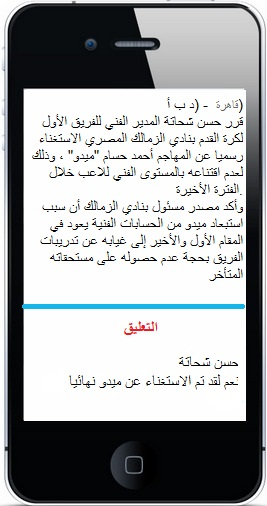 (قاهرة - (د ب أ
قرر حسن شحاتة المدير الفني للفريق الأول
لكرة القدم بنادي الزمالك المصري الاستغناء
رسميا عن المهاجم أحمد حسام "ميدو" ، وذلك
لعدم اقتناعه بالمستوى الفني للاعب خلال
.الفترة الأخيرة
وأكد مصدر مسئول بنادي الزمالك أن سبب
استبعاد ميدو من الحسابات الفنية يعود في
المقام الأول والأخير إلى غيابه عن تدريبات
الفريق بحجة عدم حصوله على مستحقاته
المتأخر
التعليق
حسن شحاتة
نعم لقد تم الاستغناء عن ميدو نهائيا